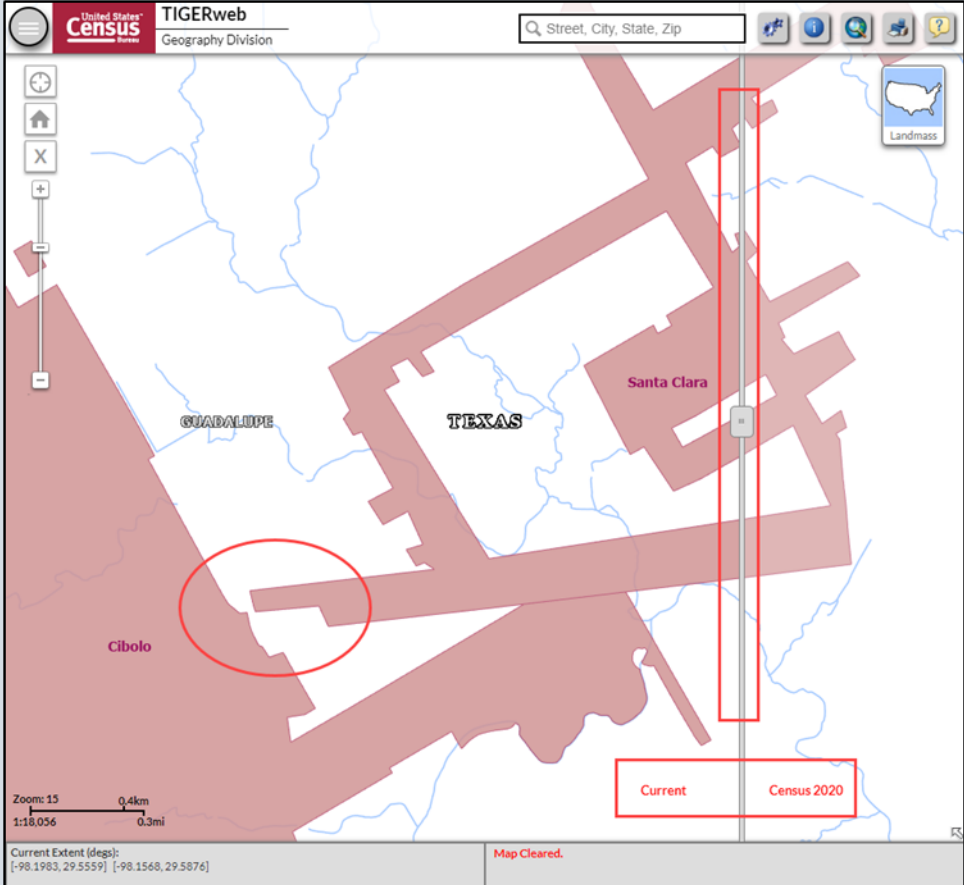 United States®
Census
Bureau
TIGERweb
Geography Division
Street, City, State, Zip
Landmass
X
Santa Clara
GUADALUPE
TEXAS
Cibolo
Current
Census 2020
Zoom: 15
0.4km
1:18,056
0.3mi
Current Extent (degs):
[-98.1983, 29.5559] [-98.1568, 29.5876]
Map Cleared.